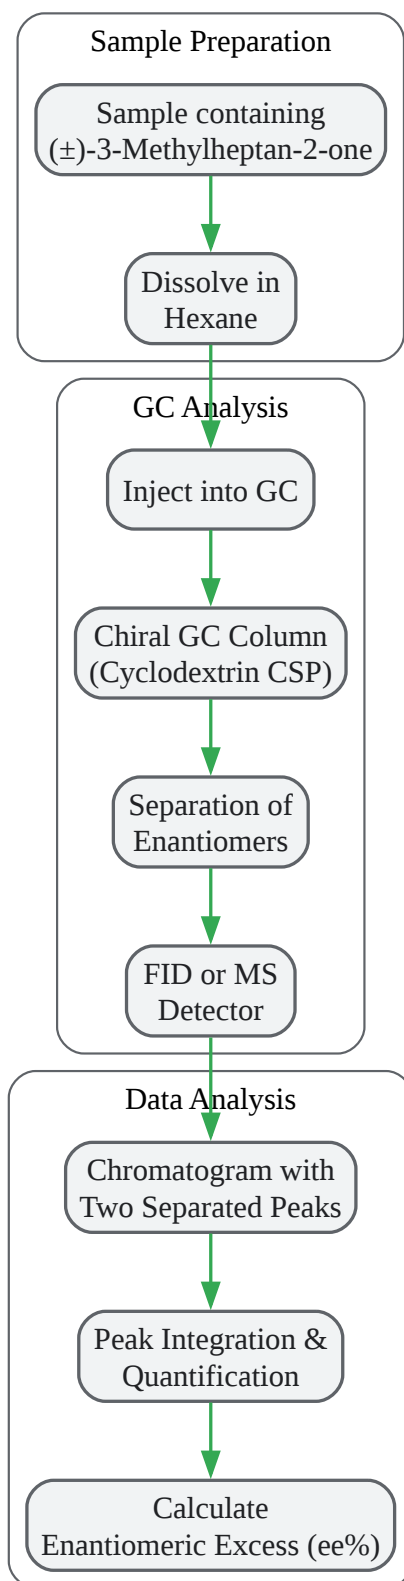 Sample Preparation
Sample containing
(±)-3-Methylheptan-2-one
Dissolve in
Hexane
GC Analysis
Inject into GC
Chiral GC Column
(Cyclodextrin CSP)
Separation of
Enantiomers
FID or MS
Detector
Data Analysis
Chromatogram with
Two Separated Peaks
Peak Integration &
Quantification
Calculate
Enantiomeric Excess (ee%)